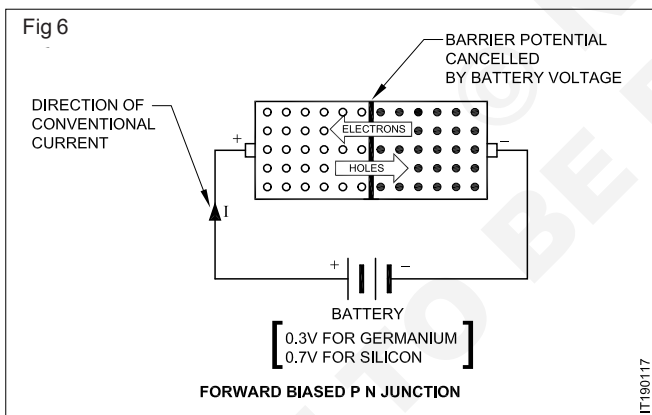 Fig 6
BARRIER POTENTIAL
CANCELLED
BY BATTERY VOLTAGE
DIRECTION OF
CONVENTIONAL
CURRENT
+
ELECTRONS
–
HOLES
I
+
–
BATTERY
0.3V FOR GERMANIUM
0.7V FOR SILICON
FORWARD BIASED P N JUNCTION
IT190117